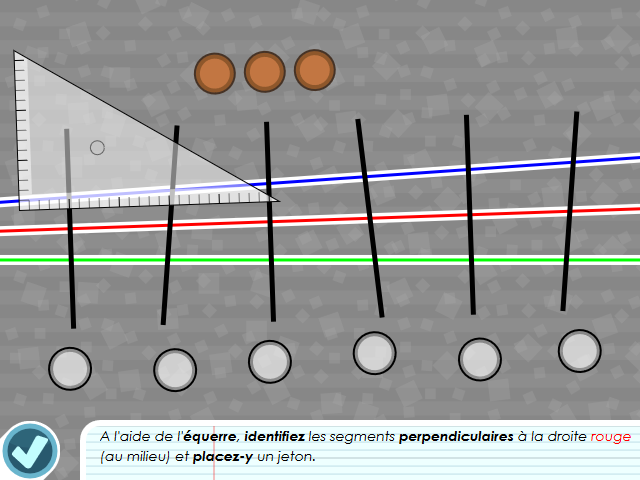 A l'aide de l'équerre, identifiez les segments perpendiculaires à la droite rouge
(au milieu) et placez-y un jeton.